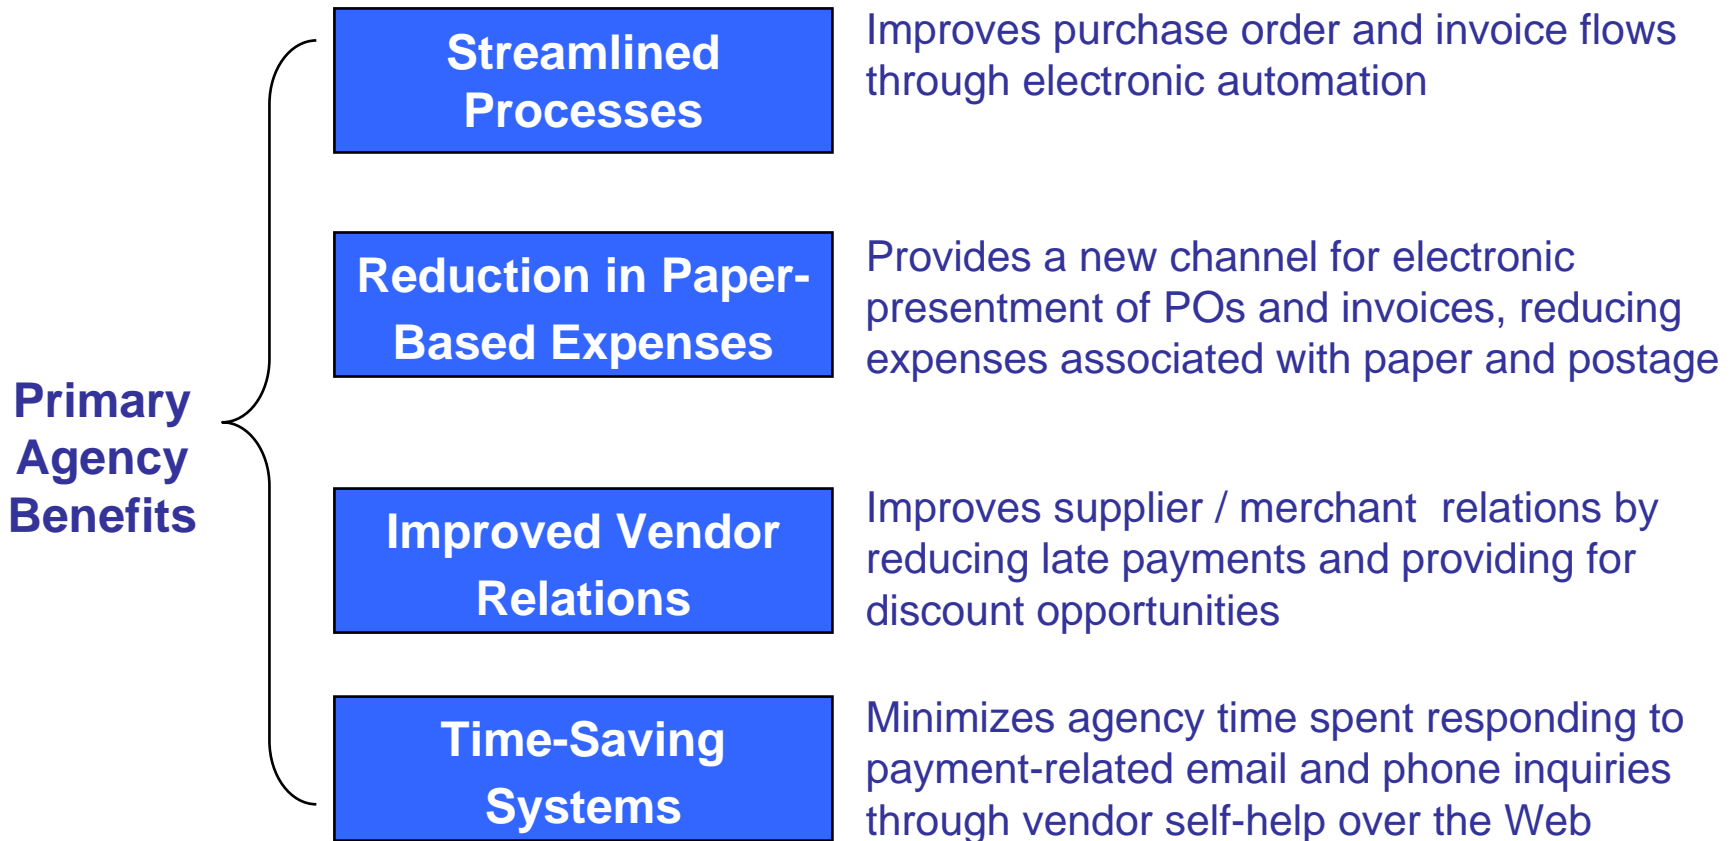 Primary
Agency
Benefits
Streamlined
Processes
Improves purchase order and invoice flows
through electronic automation
Reduction in Paper-
Based Expenses
Provides a new channel for electronic
presentment of POs and invoices, reducing
expenses associated with paper and postage
Improved Vendor
Relations
Improves supplier / merchant  relations by
reducing late payments and providing for
discount opportunities
Time-Saving
Systems
Minimizes agency time spent responding to
payment-related email and phone inquiries
through vendor self-help over the Web